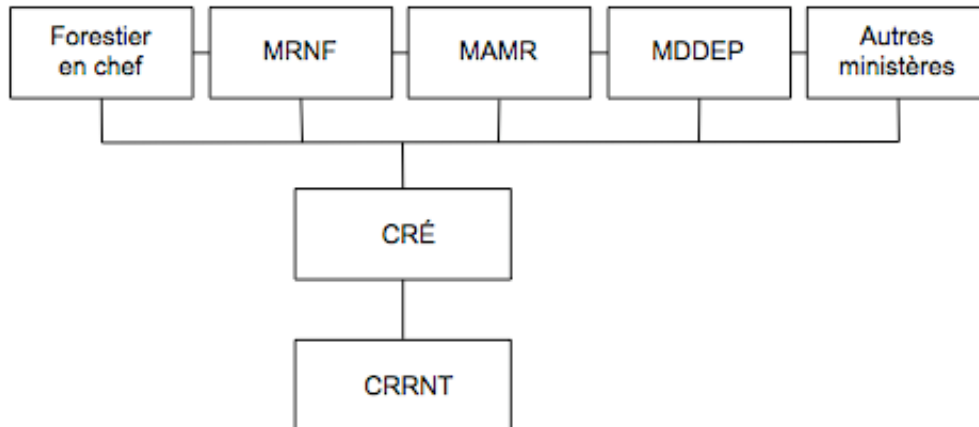 Forestier
en chef
MRNF
MAMR
MDDEP
Autres
ministères
CRÉ
CRRNT